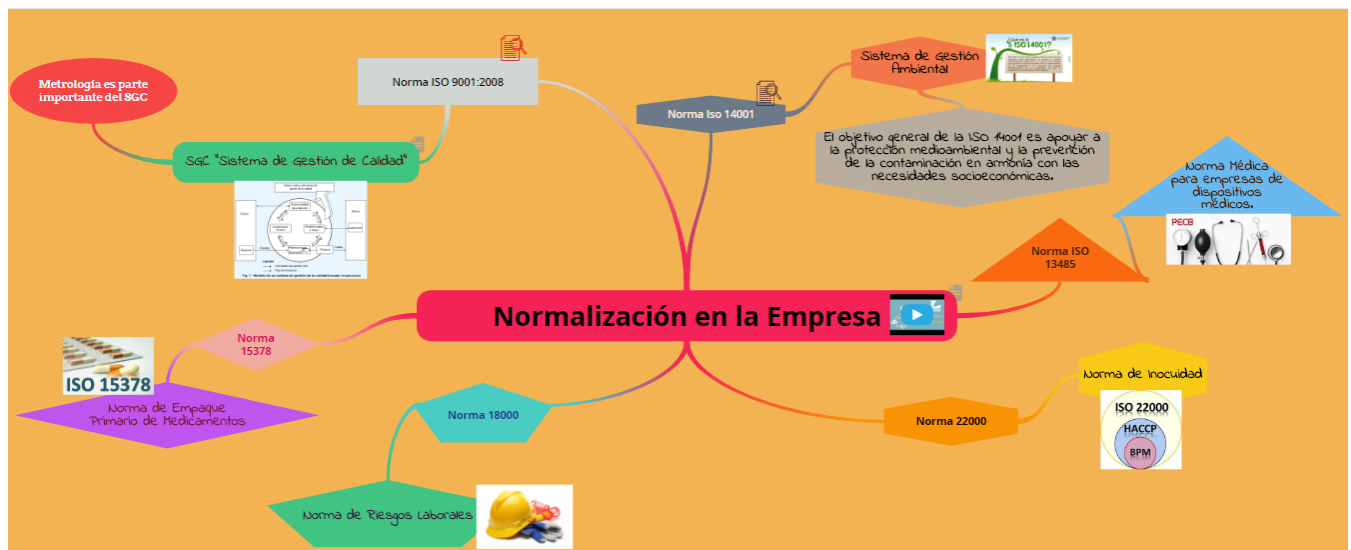 Normalización en la Empresa
Norma ISO 9001:2008
SGC "Sistema de Gestión de Calidad"
Metrología es parte
importante del SGC
Norma Iso 14001
Sistema de Gestión
Ambiental
¿Qué es la
ISO14001?
El objetivo general de la ISO 14001 es apoyar a
la protección medioambiental y la prevención
de la contaminación en armonía con las
necesidades socioeconómicas.
Norma ISO
13485
Norma Médica
para empresas de
dispositivos
médicos.
PECB
Norma 22000
Norma de Inocuidad
ISO 22000
HACCP
BPM
Norma 18000
Norma de Riesgos Laborales
Norma
15378
ISO 15378
Norma de Empaque
Primario de Medicamentos